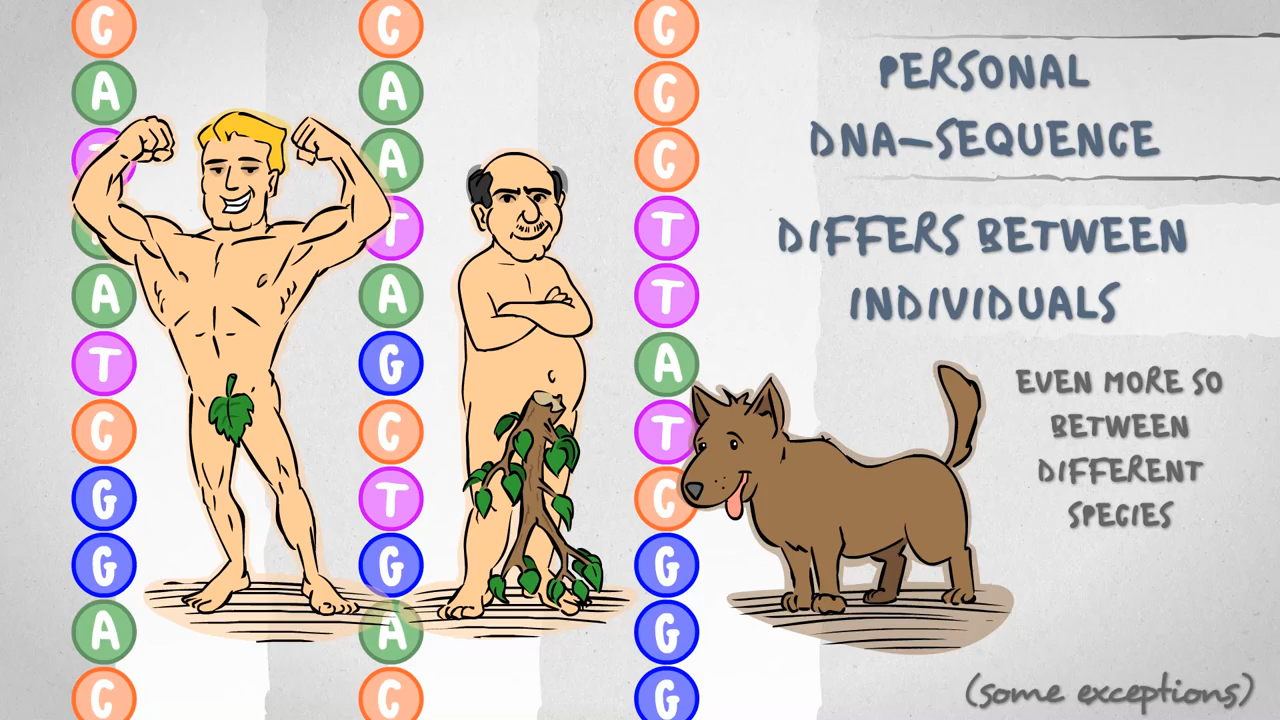 C
A
T
A
A
T
C
G
G
A
C
C
A
A
T
A
G
C
T
G
A
C
C
C
C
T
T
A
T
C
G
G
G
PERSONAL
DNA-SEQUENCE
DIFFERS BETWEEN
INDIVIDUALS
EVEN MORE SO
BETWEEN
DIFFERENT
SPECIES
(some exceptions)